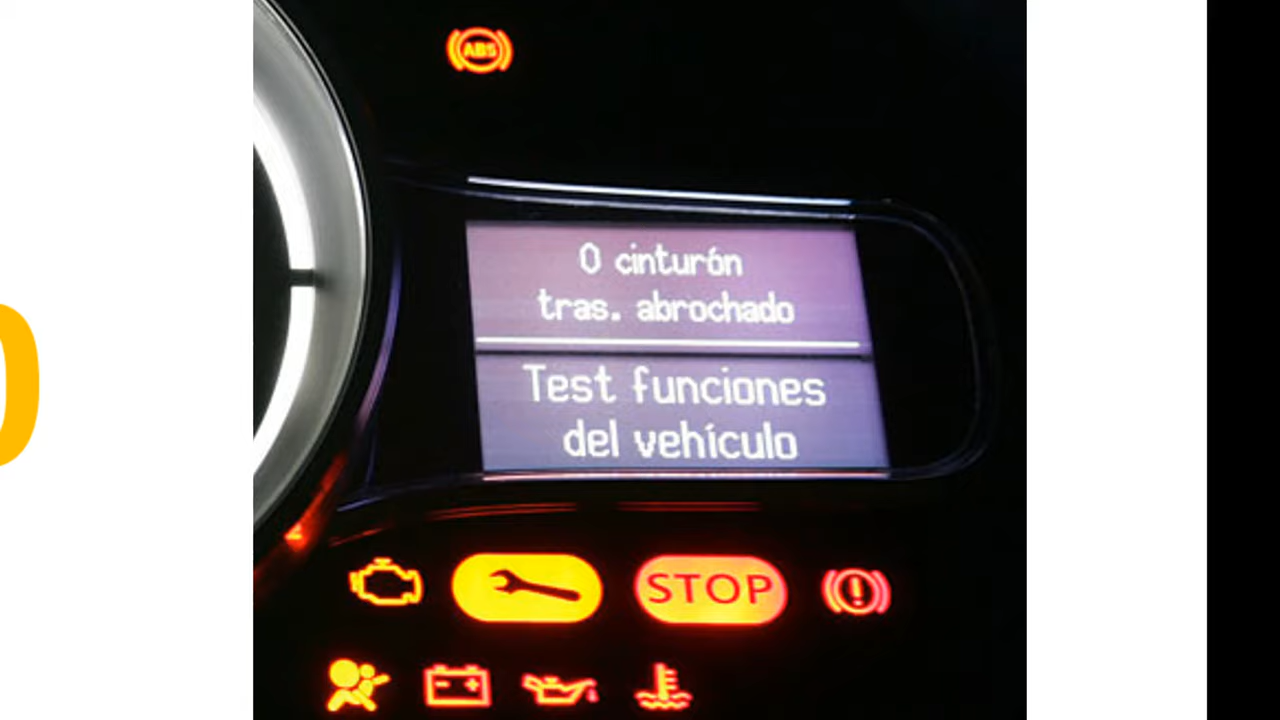 ABS
0 cinturón
tras. abrochado
Test funciones
del vehículo
STOP